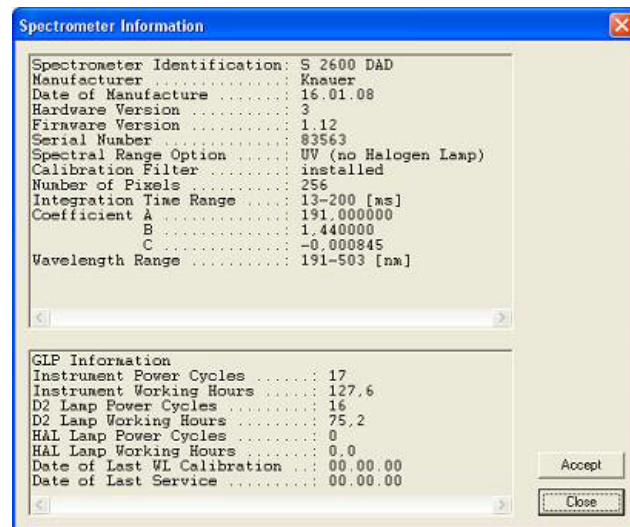 Spectrometer Information
Spectrometer Identification: S 2600 DAD
Manufacturer ...............: Knauer
Date of Manufacture .......: 16.01.08
Hardware Version ..........: 3
Firmware Version ..........: 1.12
Serial Number .............: 83563
Spectral Range Option .....: UV (no Halogen Lamp)
Calibration Filter ........: installed
Number of Pixels ..........: 256
Integration Time Range ....: 13-200 [ms]
Coefficient A .............: 191,000000
B .............: 1,440000
C .............: -0,000845
Wavelength Range ..........: 191-503 [nm]
GLP Information
Instrument Power Cycles ......: 17
Instrument Working Hours .....: 127,6
D2 Lamp Power Cycles .........: 16
D2 Lamp Working Hours ........: 75,2
HAL Lamp Power Cycles ........: 0
HAL Lamp Working Hours .......: 0,0
Date of Last WL Calibration ..: 00.00.00
Date of Last Service .........: 00.00.00
Accept
Close